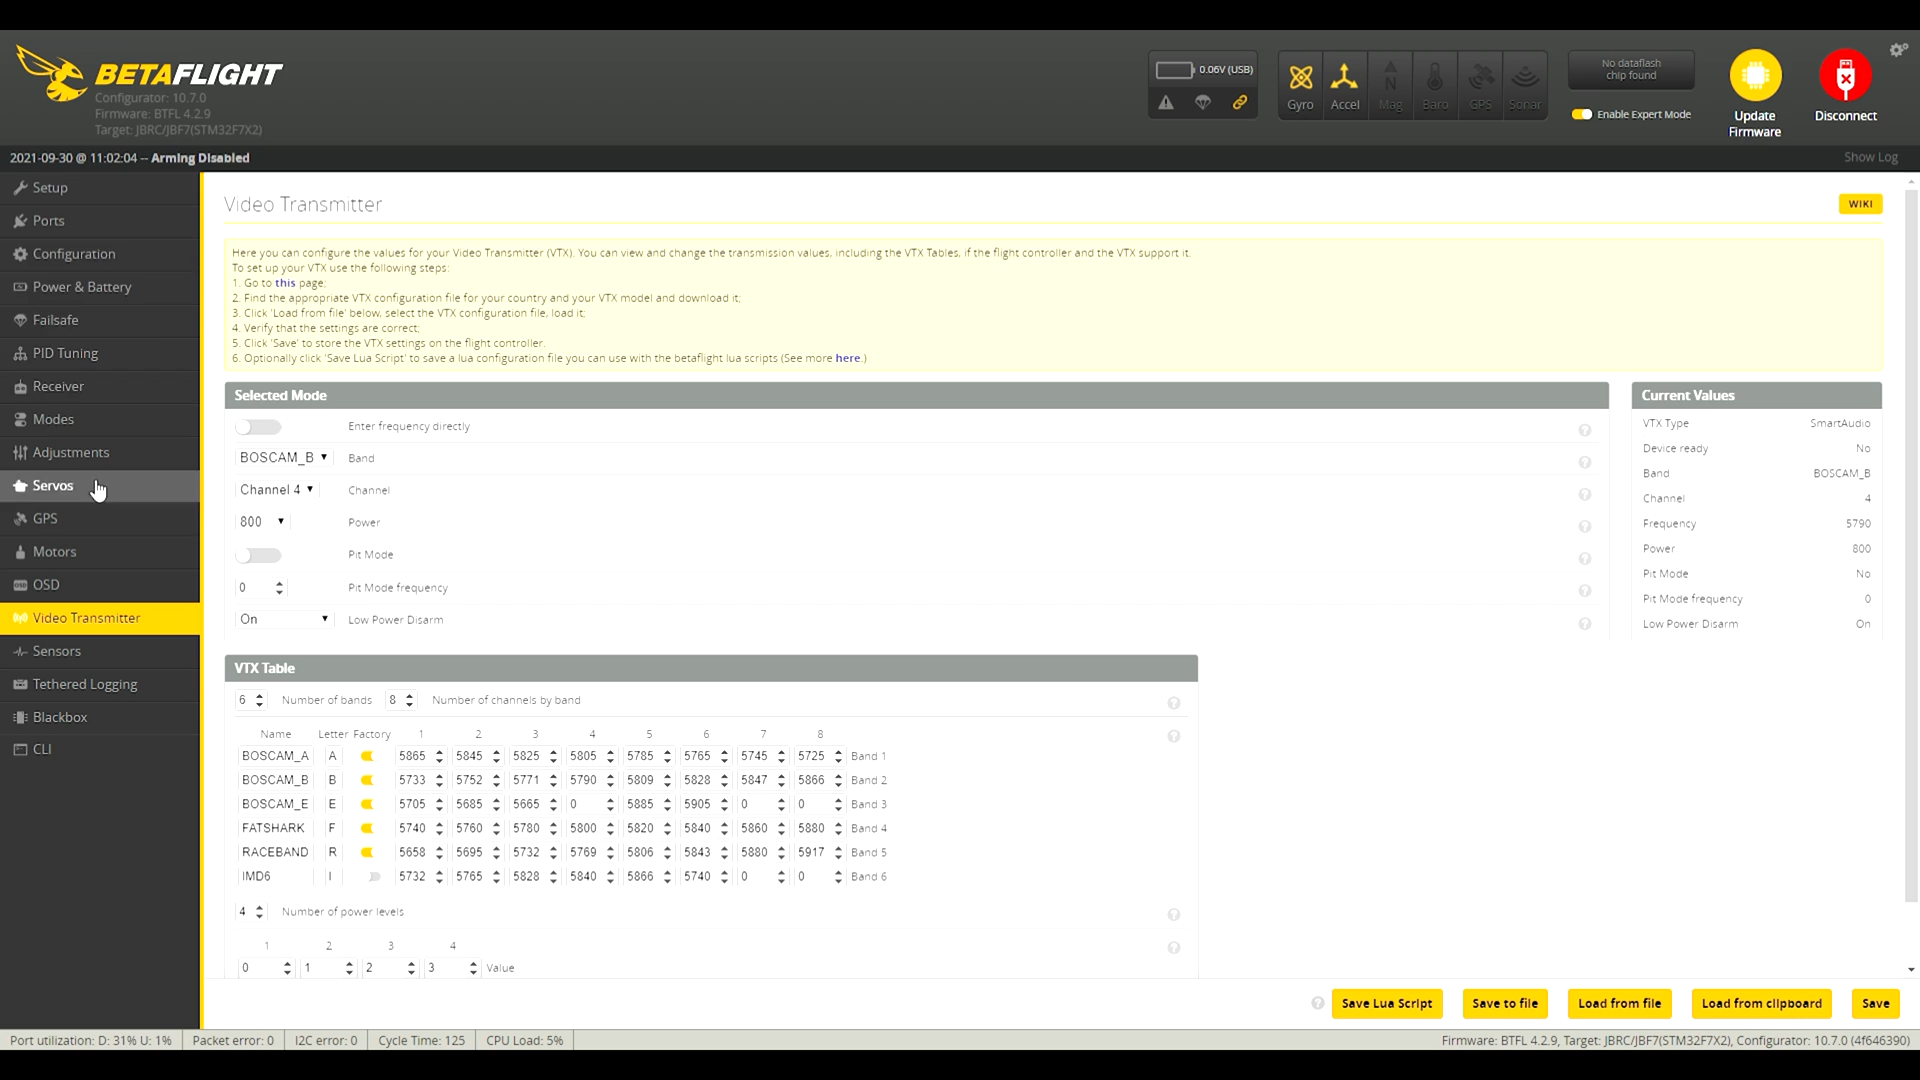 BETAFLIGHT
Configurator: 10.7.0
Firmware: BTFL 4.2.9
Target: JBRC/JBF7(STM32F7X2)
0.06V (USB)
Gyro
Accel
Mag
Baro
GPS
Sonar
No dataflash
chip found
Enable Expert Mode
Update
Firmware
Disconnect
2021-09-30 @ 11:02:04 -- Arming Disabled
Show Log
Setup
Ports
Configuration
Power & Battery
Failsafe
PID Tuning
Receiver
Modes
Adjustments
Servos
GPS
Motors
OSD
Video Transmitter
Sensors
Tethered Logging
Blackbox
CLI
Video Transmitter
WIKI
Here you can configure the values for your Video Transmitter (VTX). You can view and change the transmission values, including the VTX Tables, if the flight controller and the VTX support it.
To set up your VTX use the following steps:
1. Go to this page;
2. Find the appropriate VTX configuration file for your country and your VTX model and download it;
3. Click 'Load from file' below, select the VTX configuration file, load it;
4. Verify that the settings are correct;
5. Click 'Save' to store the VTX settings on the flight controller.
6. Optionally click 'Save Lua Script' to save a lua configuration file you can use with the betaflight lua scripts (See more here.)
Selected Mode
Enter frequency directly
BOSCAM_B Band
Channel 4 Channel
800 Power
Pit Mode
0 Pit Mode frequency
On Low Power Disarm
Current Values
VTX Type SmartAudio
Device ready No
Band BOSCAM_B
Channel 4
Frequency 5790
Power 800
Pit Mode No
Pit Mode frequency 0
Low Power Disarm On
VTX Table
6 Number of bands 8 Number of channels by band
Name Letter Factory 1 2 3 4 5 6 7 8
BOSCAM_A A 5865 5845 5825 5805 5785 5765 5745 5725 Band 1
BOSCAM_B B 5733 5752 5771 5790 5809 5828 5847 5866 Band 2
BOSCAM_E E 5705 5685 5665 0 5885 5905 0 0 Band 3
FATSHARK F 5740 5760 5780 5800 5820 5840 5860 5880 Band 4
RACEBAND R 5658 5695 5732 5769 5806 5843 5880 5917 Band 5
IMD6 I 5732 5765 5828 5840 5866 5740 0 0 Band 6
4 Number of power levels
1 2 3 4
0 1 2 3 Value
Save Lua Script
Save to file
Load from file
Load from clipboard
Save
Port utilization: D: 31% U: 1%
Packet error: 0
I2C error: 0
Cycle Time: 125
CPU Load: 5%
Firmware: BTFL 4.2.9, Target: JBRC/JBF7(STM32F7X2), Configurator: 10.7.0 (4f646390)